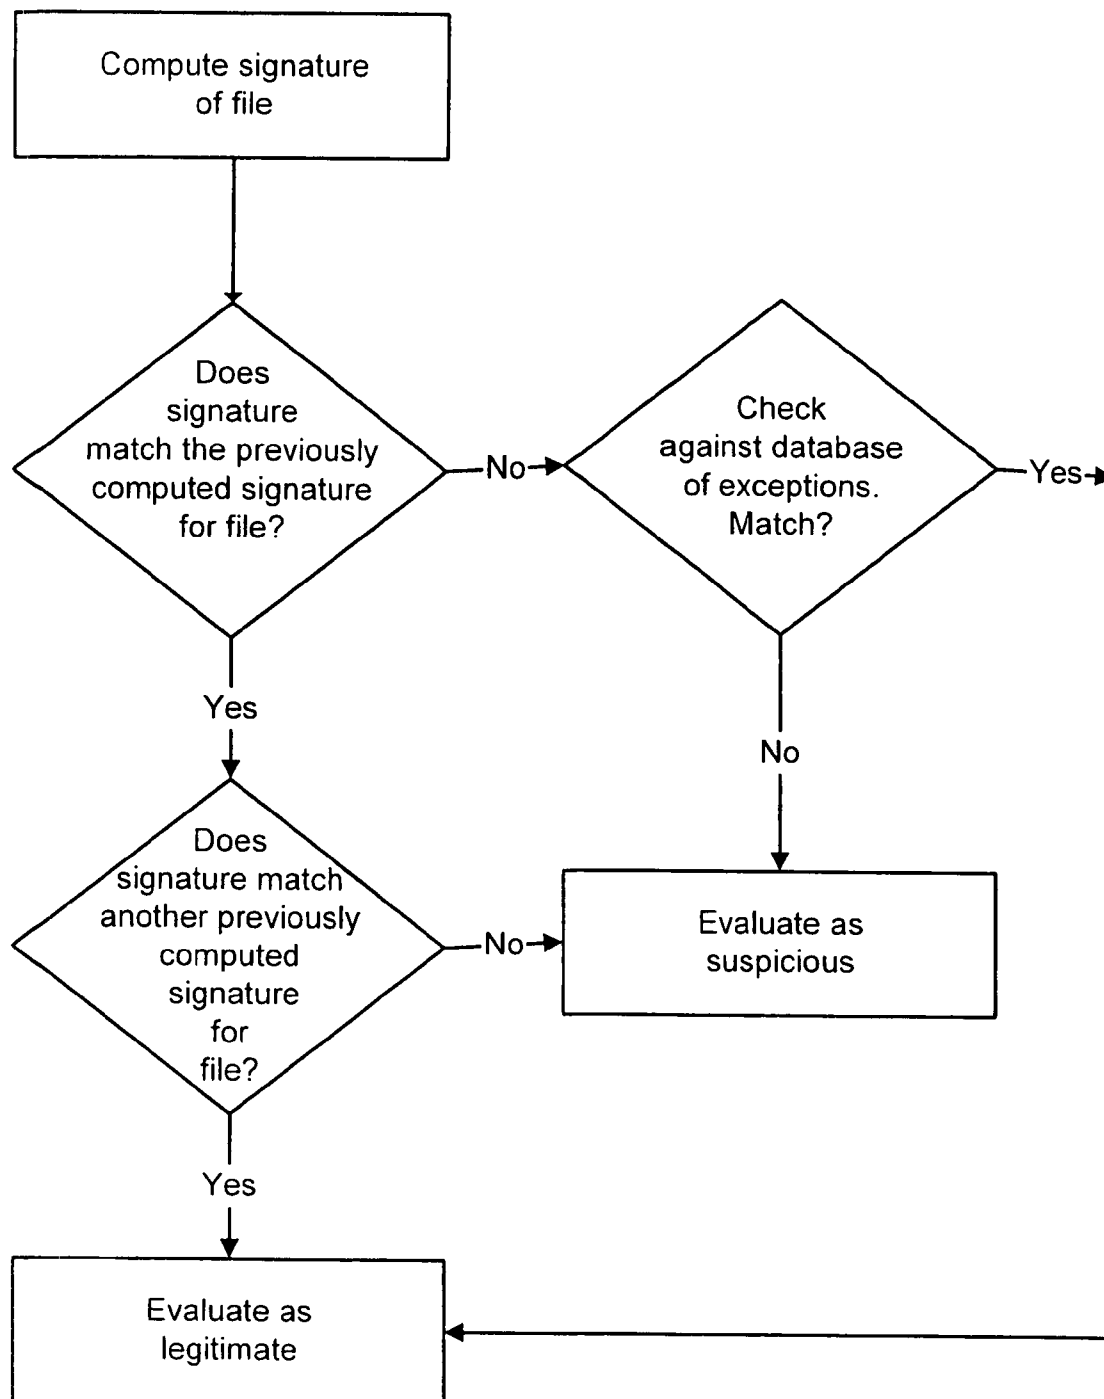 Compute signature
of file
Does
signature
match the previously
computed signature
for file?
No
Check
against database
of exceptions.
Match?
Yes
Yes
No
Does
signature match
another previously
computed
signature
for
file?
No
Evaluate as
suspicious
Yes
Evaluate as
legitimate